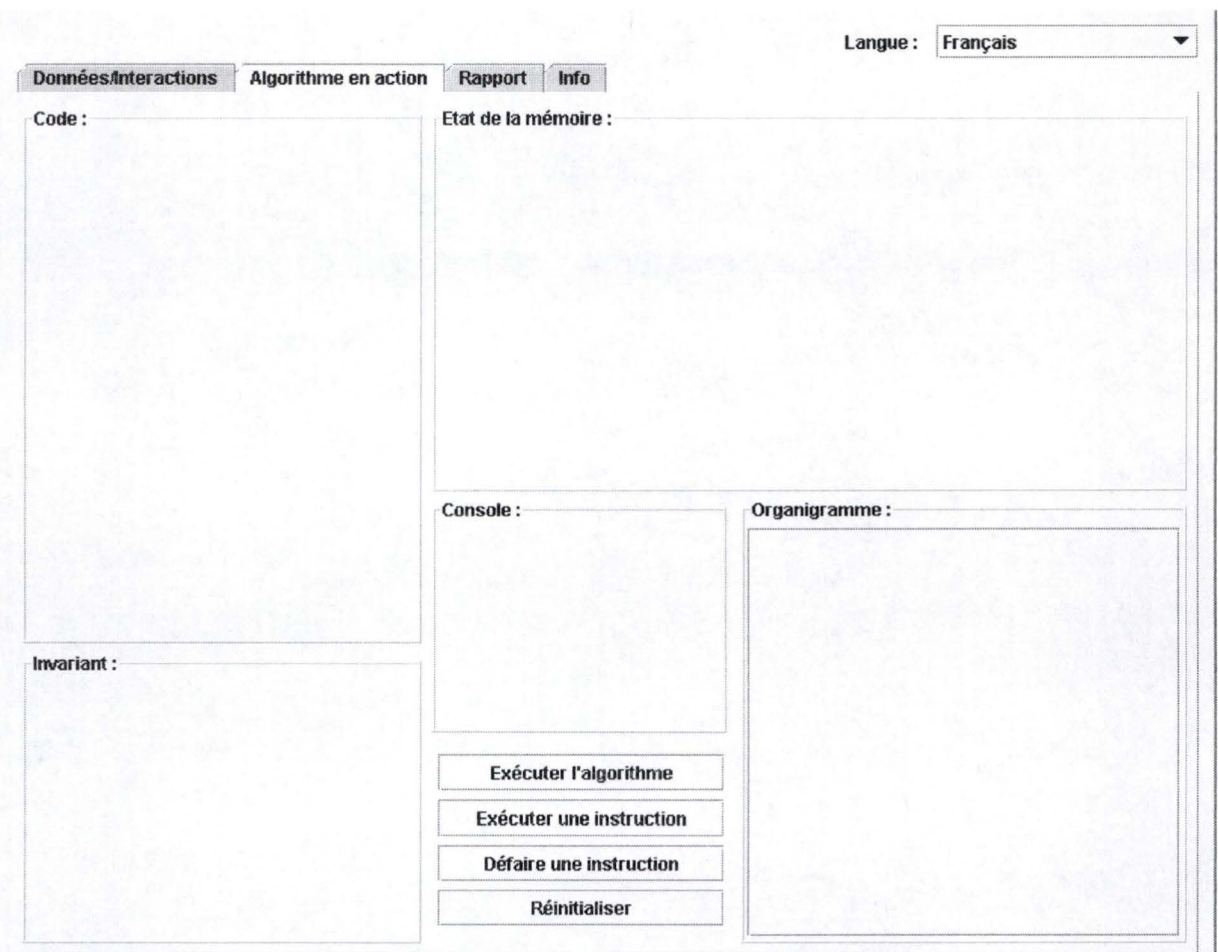 Langue : Français
Données/Interactions Algorithme en action Rapport Info
Code :
Etat de la mémoire :
Console :
Organigramme :
Invariant :
Exécuter l'algorithme
Exécuter une instruction
Défaire une instruction
Réinitialiser